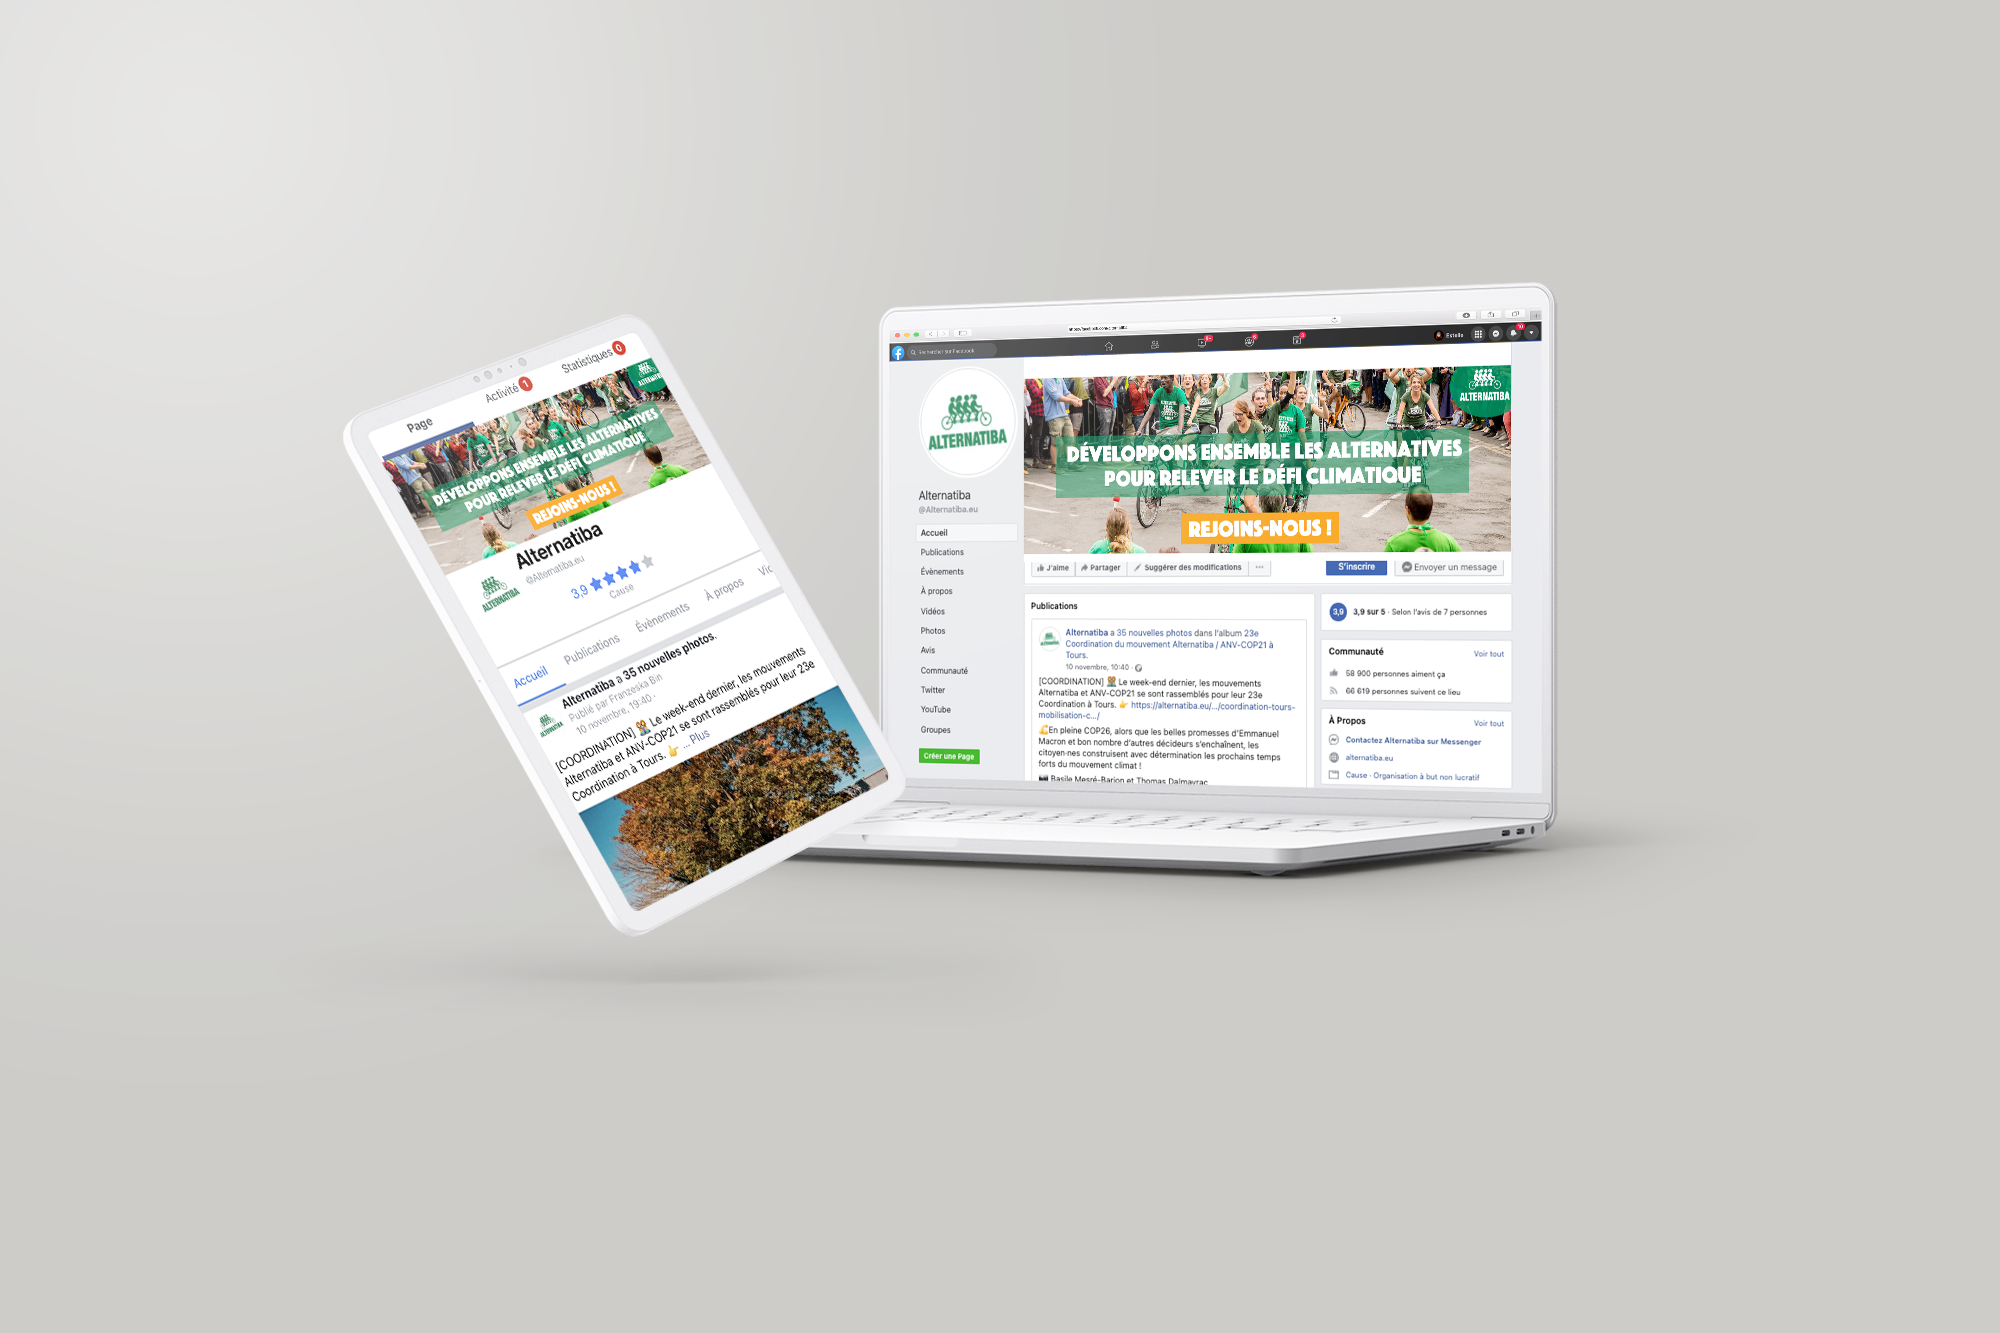 Page
Activité 1
Statistiques 0
ALTERNATIBA
DÉVELOPPONS ENSEMBLE LES ALTERNATIVES
POUR RELEVER LE DÉFI CLIMATIQUE
REJOINS-NOUS !
ALTERNATIBA
Alternatiba
@Alternatiba.eu
3,9
Cause
Accueil
Publications
Évènements
À propos
Vic
ALTERNATIBA
Alternatiba a 35 nouvelles photos.
Publié par Franzeska Bin
10 novembre, 19:40 ·
[COORDINATION] Le week-end dernier, les mouvements
Alternatiba et ANV-COP21 se sont rassemblés pour leur 23e
Coordination à Tours. 👉 ... Plus
Rechercher sur Facebook
Estelle
10
ALTERNATIBA
Alternatiba
@Alternatiba.eu
Accueil
Publications
Évènements
À propos
Vidéos
Photos
Avis
Communauté
Twitter
YouTube
Groupes
Créer une Page
ALTERNATIBA
DÉVELOPPONS ENSEMBLE LES ALTERNATIVES
POUR RELEVER LE DÉFI CLIMATIQUE
REJOINS-NOUS !
J'aime
Partager
Suggérer des modifications
···
S'inscrire
Envoyer un message
Publications
ALTERNATIBA
Alternatiba a 35 nouvelles photos dans l'album 23e
Coordination du mouvement Alternatiba / ANV-COP21 à
Tours.
10 novembre, 10:40 ·
[COORDINATION] Le week-end dernier, les mouvements
Alternatiba et ANV-COP21 se sont rassemblés pour leur 23e
Coordination à Tours. 👉 https://alternatiba.eu/.../coordination-tours-
mobilisation-c.../
💪En pleine COP26, alors que les belles promesses d'Emmanuel
Macron et bon nombre d'autres décideurs s'enchaînent, les
citoyen·nes construisent avec détermination les prochains temps
forts du mouvement climat !
📷 Basile Mesré-Barjon et Thomas Dalmayrac
3,9
3,9 sur 5 · Selon l'avis de 7 personnes
Communauté
Voir tout
58 900 personnes aiment ça
66 619 personnes suivent ce lieu
À Propos
Voir tout
Contactez Alternatiba sur Messenger
alternatiba.eu
Cause · Organisation à but non lucratif